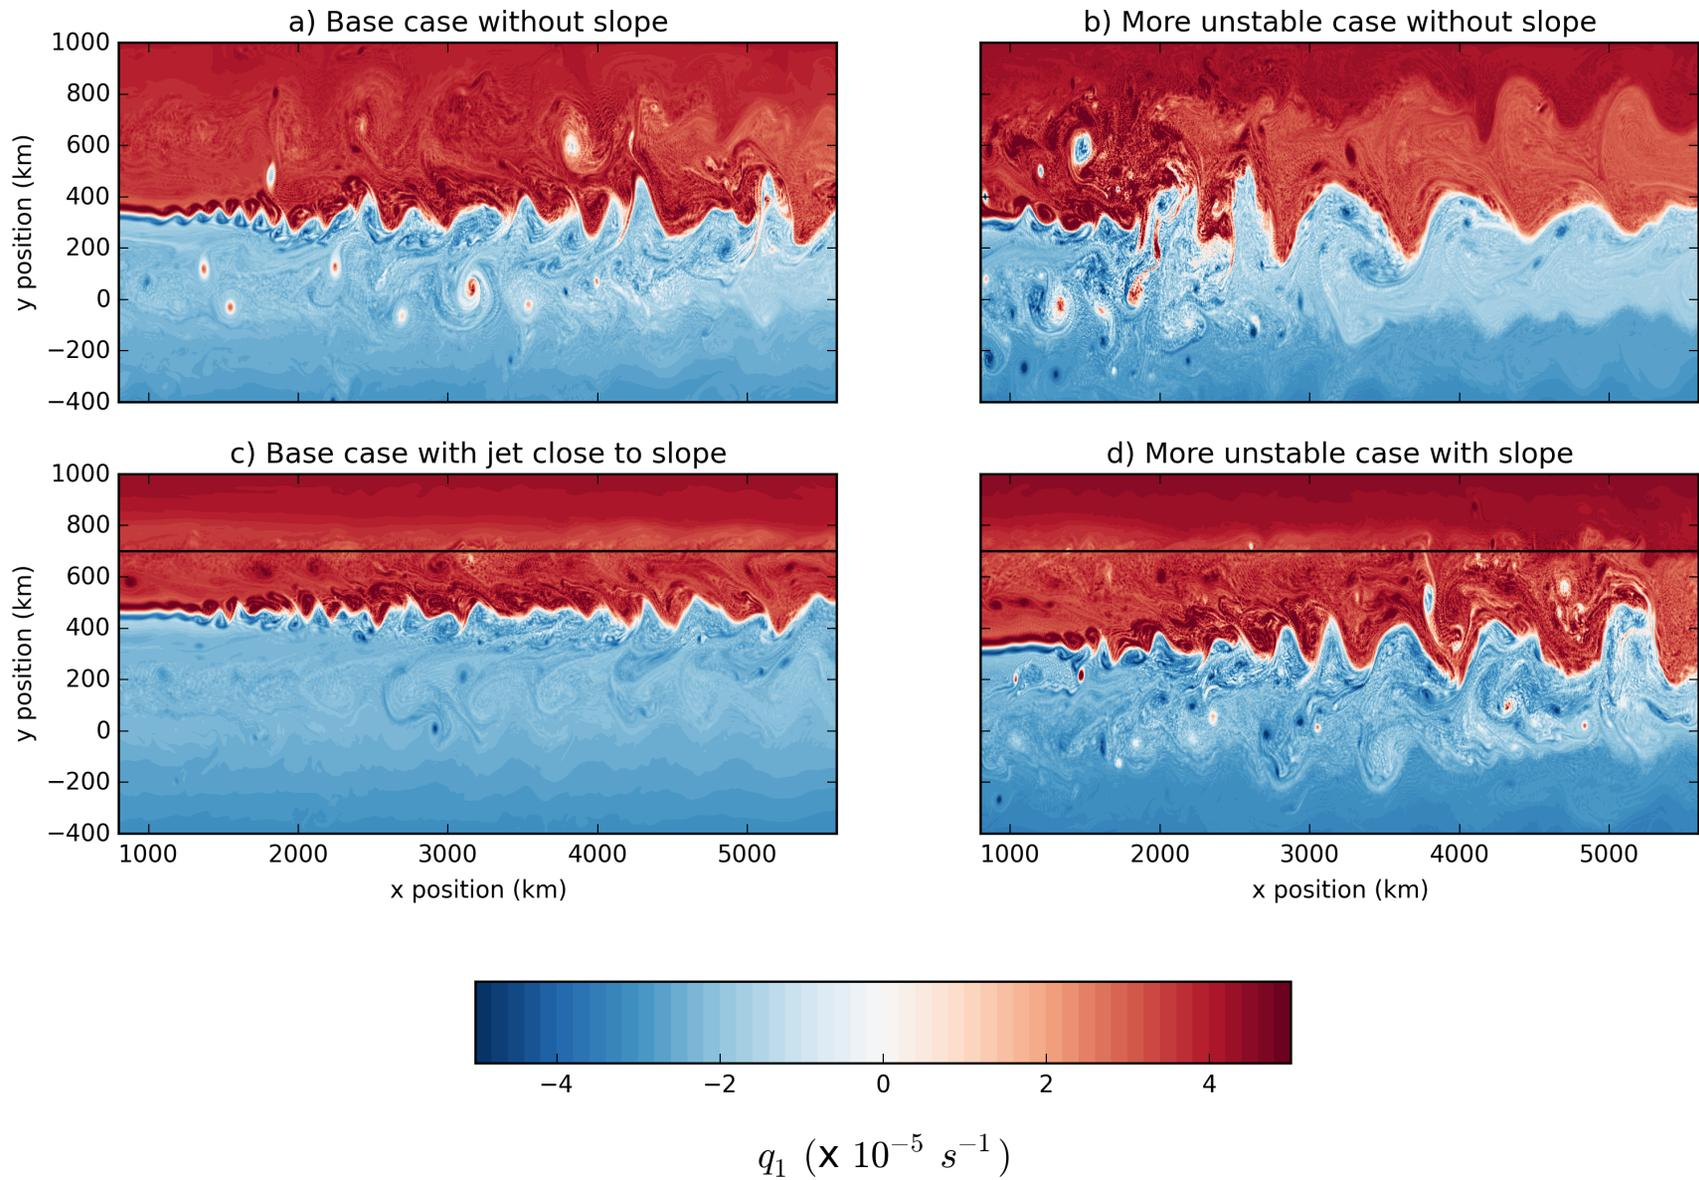 a) Base case without slope
b) More unstable case without slope
1000
800
600
400
200
0
−200
−400
y position (km)
c) Base case with jet close to slope
d) More unstable case with slope
1000
800
600
400
200
0
−200
−400
y position (km)
1000 2000 3000 4000 5000
1000 2000 3000 4000 5000
x position (km)
x position (km)
−4 −2 0 2 4
q₁ (x 10⁻⁵ s⁻¹)